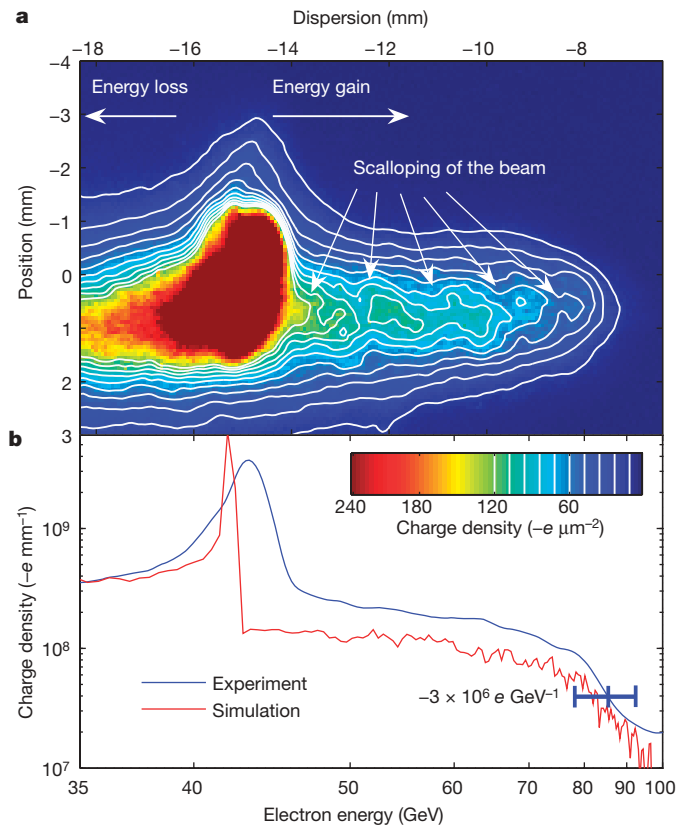 a
Dispersion (mm)
−18 −16 −14 −12 −10 −8
−4
−3
−2
−1
0
1
2
3
Position (mm)
Energy loss
Energy gain
Scalloping of the beam
b
240 180 120 60
Charge density (−e µm⁻²)
10⁹
10⁸
10⁷
Charge density (−e mm⁻¹)
Experiment
Simulation
−3 × 10⁶ e GeV⁻¹
35 40 50 60 70 80 90 100
Electron energy (GeV)